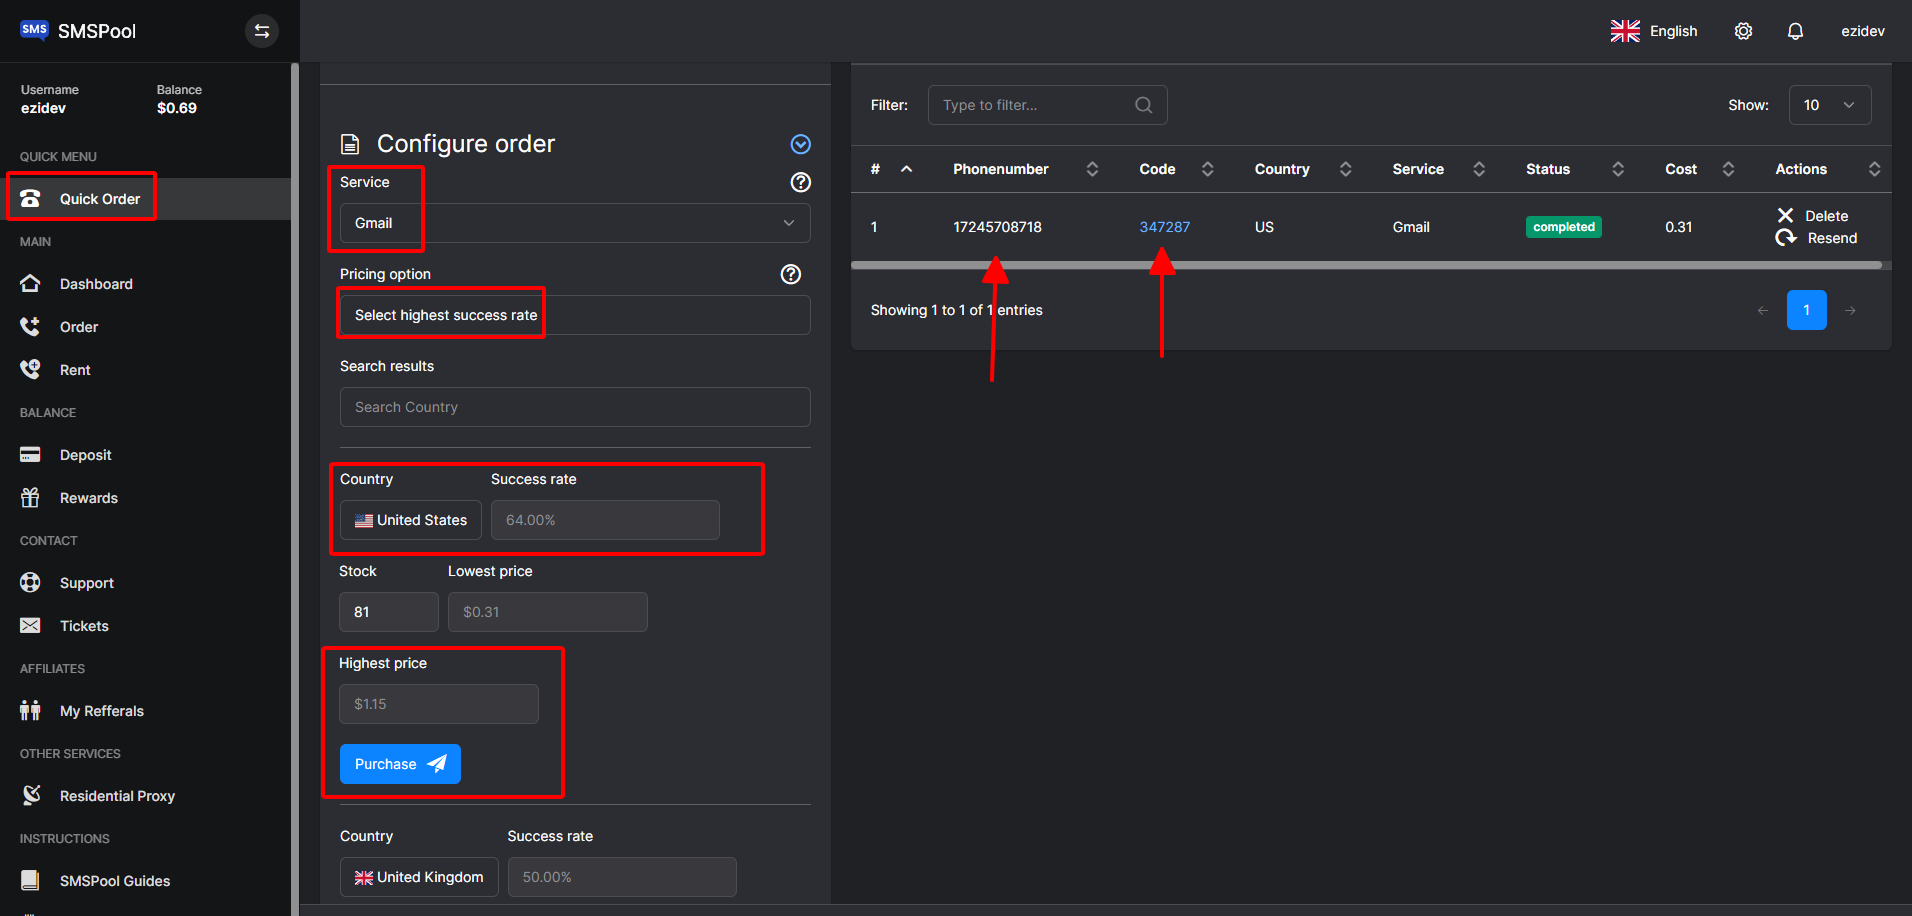 SMS SMSPool
English
ezidev
Username
Balance
ezidev
$0.69
QUICK MENU
Quick Order
MAIN
Dashboard
Order
Rent
BALANCE
Deposit
Rewards
CONTACT
Support
Tickets
AFFILIATES
My Refferals
OTHER SERVICES
Residential Proxy
INSTRUCTIONS
SMSPool Guides
Configure order
Service
Gmail
Pricing option
Select highest success rate
Search results
Search Country
Country
Success rate
United States
64.00%
Stock
Lowest price
81
$0.31
Highest price
$1.15
Purchase
Country
Success rate
United Kingdom
50.00%
Filter:
Type to filter...
Show:
10
# Phonenumber Code Country Service Status Cost Actions
1 17245708718 347287 US Gmail completed 0.31 Delete
Resend
Showing 1 to 1 of 1 entries
1